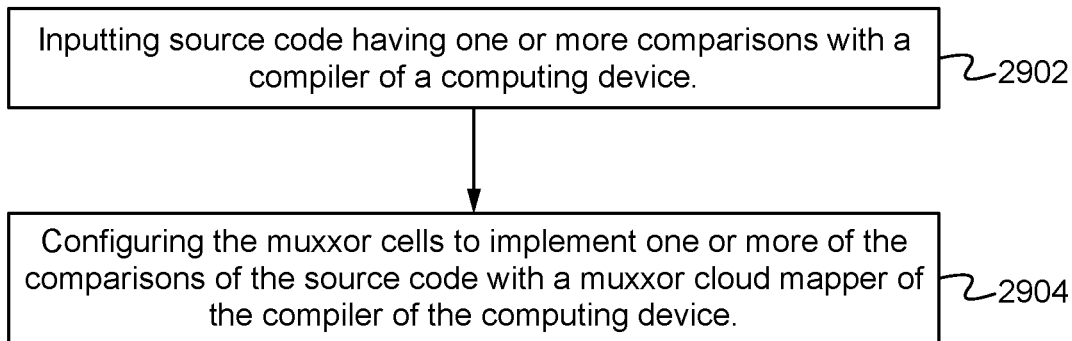 Inputting source code having one or more comparisons with a
compiler of a computing device.
2902
Configuring the muxxor cells to implement one or more of the
comparisons of the source code with a muxxor cloud mapper of
the compiler of the computing device.
2904